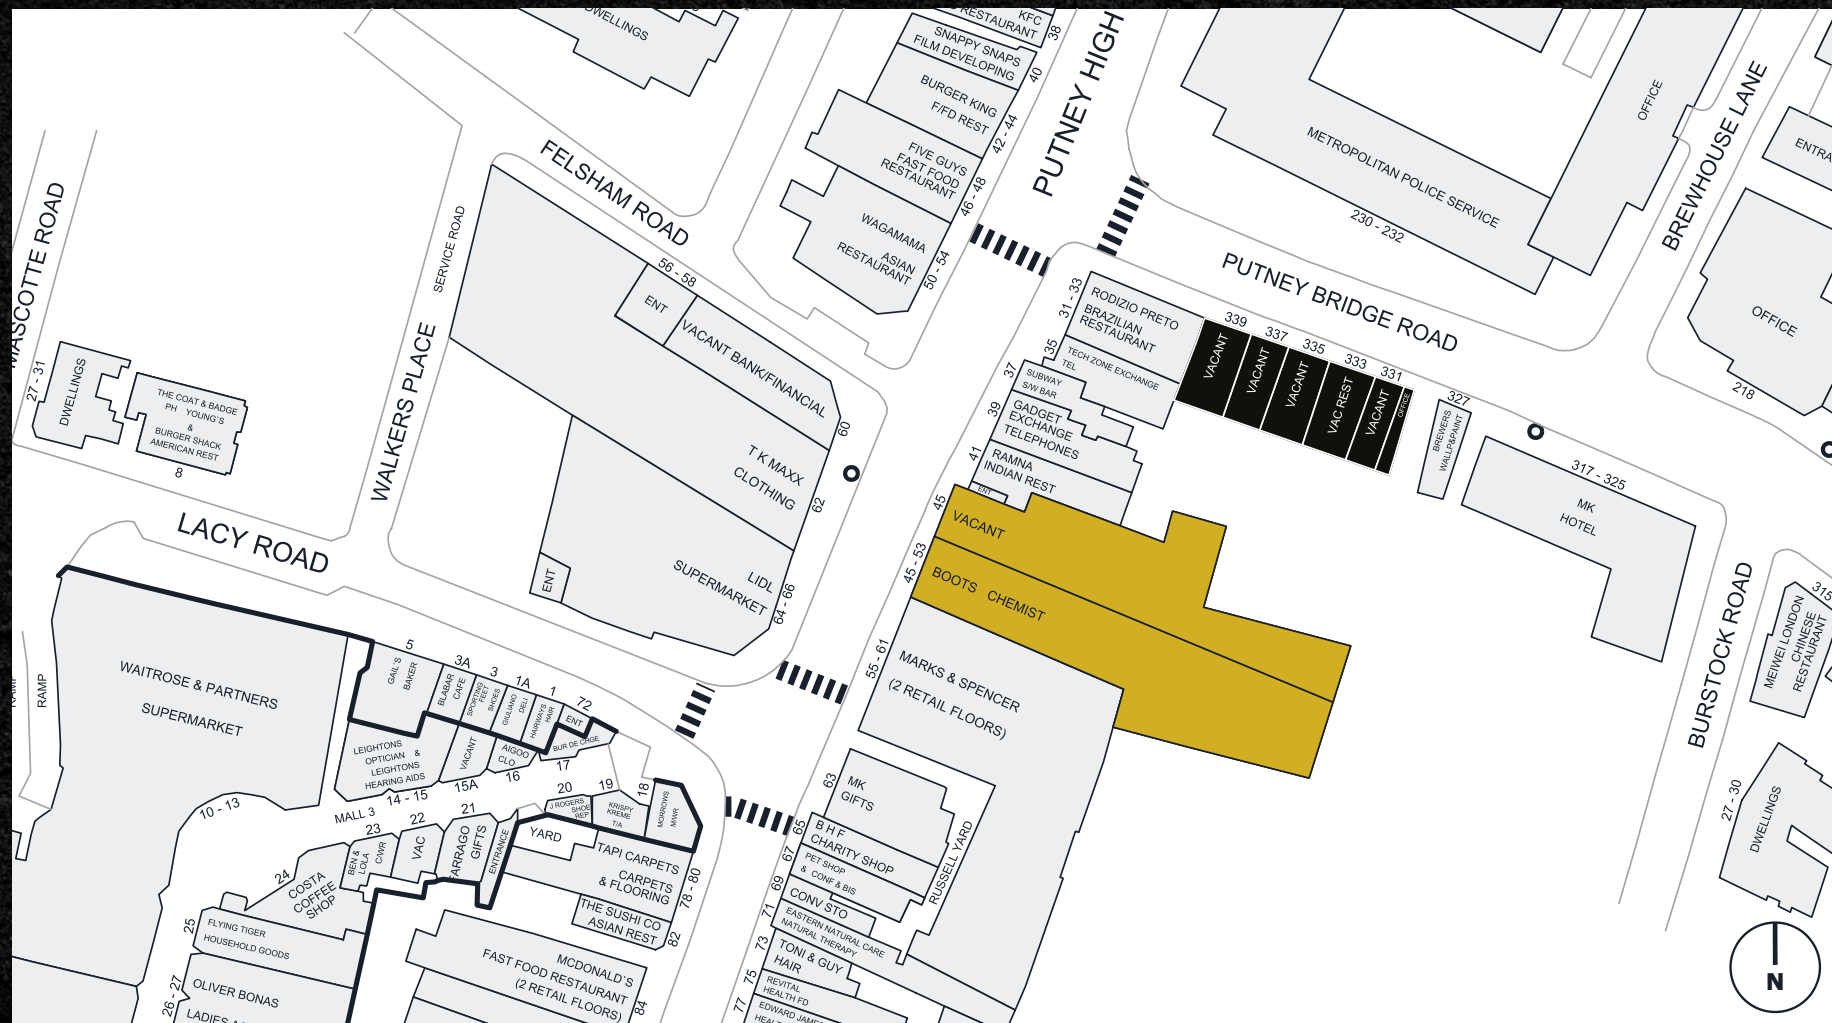 DWELLINGS
KFC
RESTAURANT
38
SNAPPY SNAPS
FILM DEVELOPING
40
BURGER KING
F/FD REST
42 - 44
FIVE GUYS
FAST FOOD
RESTAURANT
46 - 48
WAGAMAMA
ASIAN
RESTAURANT
50 - 54
PUTNEY HIGH
METROPOLITAN POLICE SERVICE
230 - 232
OFFICE
BREWHOUSE LANE
OFFICE
218
PUTNEY BRIDGE ROAD
FELSHAM ROAD
SERVICE ROAD
WALKERS PLACE
MASCOTTE ROAD
27 - 31
DWELLINGS
THE COAT & BADGE
PH YOUNG`S
&
BURGER SHACK
AMERICAN REST
8
LACY ROAD
56 - 58
ENT
VACANT BANK/FINANCIAL
60
T K MAXX
CLOTHING
62
LIDL
SUPERMARKET
64 - 66
ENT
31 - 33
RODIZIO PRETO
BRAZILIAN
RESTAURANT
35
TECH ZONE EXCHANGE
TEL
37
SUBWAY
S/W BAR
39
GADGET
EXCHANGE
TELEPHONES
41
RAMNA
INDIAN REST
ENT
45
VACANT
45 - 53
BOOTS CHEMIST
55 - 61
MARKS & SPENCER
(2 RETAIL FLOORS)
339
VACANT
337
VACANT
335
VACANT
333
VAC REST
331
VACANT
OFFICE
327
BREWERS
WALLP&PAINT
317 - 325
MK
HOTEL
BURSTOCK ROAD
315
MEIWEI LONDON
CHINESE
RESTAURANT
27 - 30
DWELLINGS
N
RAMP
WAITROSE & PARTNERS
SUPERMARKET
5
GAIL`S
BAKER
3A
BLABAR
CAFE
3
SPORTING
FEET
SHOES
1A
GIULIANO
DELI
1
HAIRWAYS
HAIR
72
ENT
BUR DE CHGE
17
LEIGHTONS
OPTICIAN &
LEIGHTONS
HEARING AIDS
14 - 15
VACANT
15A
AIGOO
CLO
16
MALL 3
10 - 13
20
J ROGERS
SHOE
REP
19
KRISPY
KREME
T/A
18
MORROWS
M/WR
21
FARRAGO
GIFTS
ENTRANCE
22
VAC
23
BEN &
LOLA
C/WR
24
COSTA
COFFEE
SHOP
YARD
TAPI CARPETS
CARPETS
& FLOORING
78 - 80
THE SUSHI CO
ASIAN REST
82
25
FLYING TIGER
HOUSEHOLD GOODS
26 - 27
OLIVER BONAS
MCDONALD`S
FAST FOOD RESTAURANT
(2 RETAIL FLOORS)
84
63
MK
GIFTS
65
B H F
CHARITY SHOP
67
PET SHOP
& CONF & BIS
69
CONV STO
71
EASTERN NATURAL CARE
NATURAL THERAPY
73
TONI & GUY
HAIR
75
REVITAL
HEALTH FD
77
RUSSELL YARD